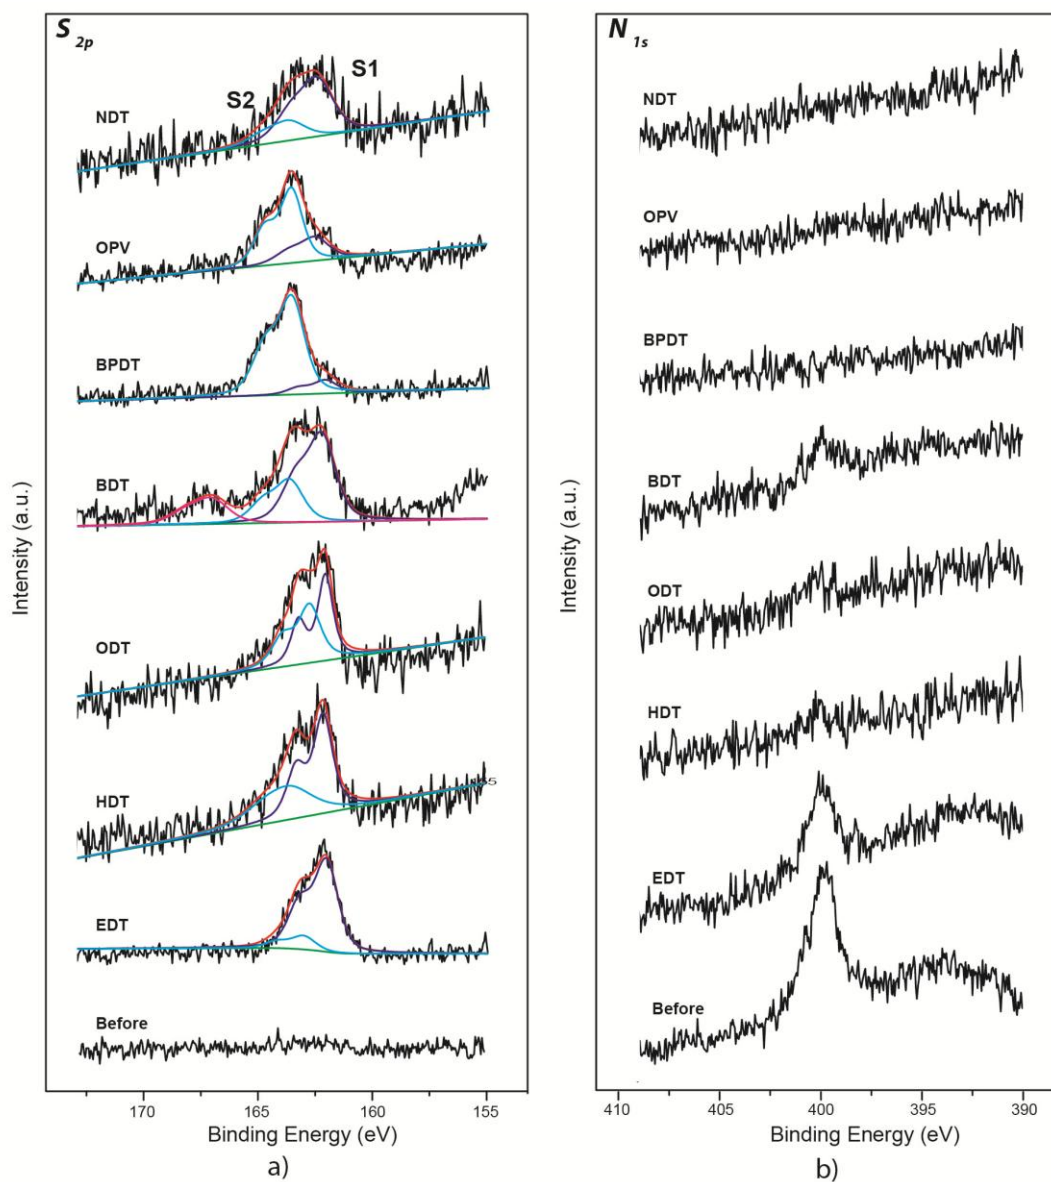 S 2p
S1
S2
NDT
OPV
BPDT
BDT
ODT
HDT
EDT
Before
Intensity (a.u.)
170 165 160 155
Binding Energy (eV)
a)
N 1s
NDT
OPV
BPDT
BDT
ODT
HDT
EDT
Before
Intensity (a.u.)
410 405 400 395 390
Binding Energy (eV)
b)